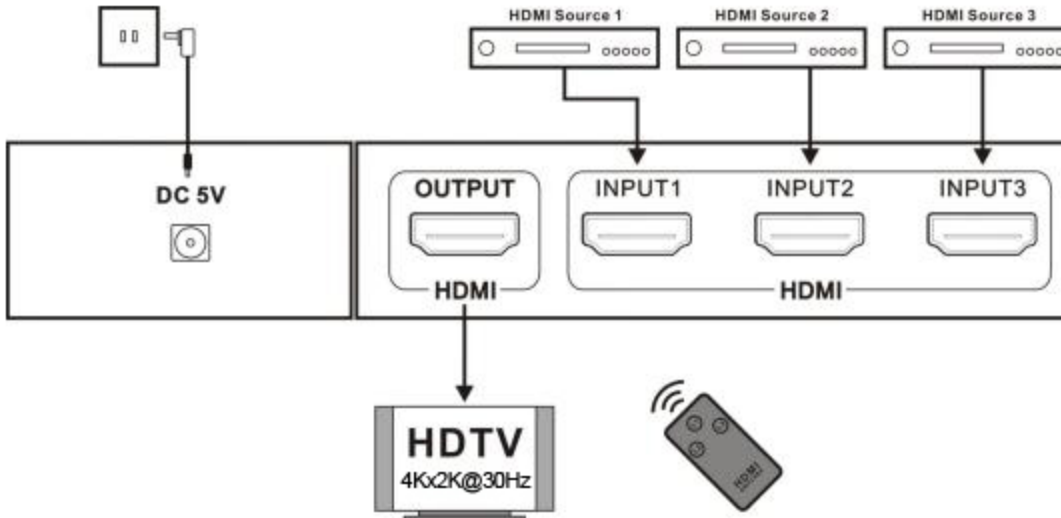 HDMI Source 1
HDMI Source 2
HDMI Source 3
DC 5V
OUTPUT
HDMI
INPUT1
INPUT2
INPUT3
HDMI
HDTV
4Kx2K@30Hz
HDMI